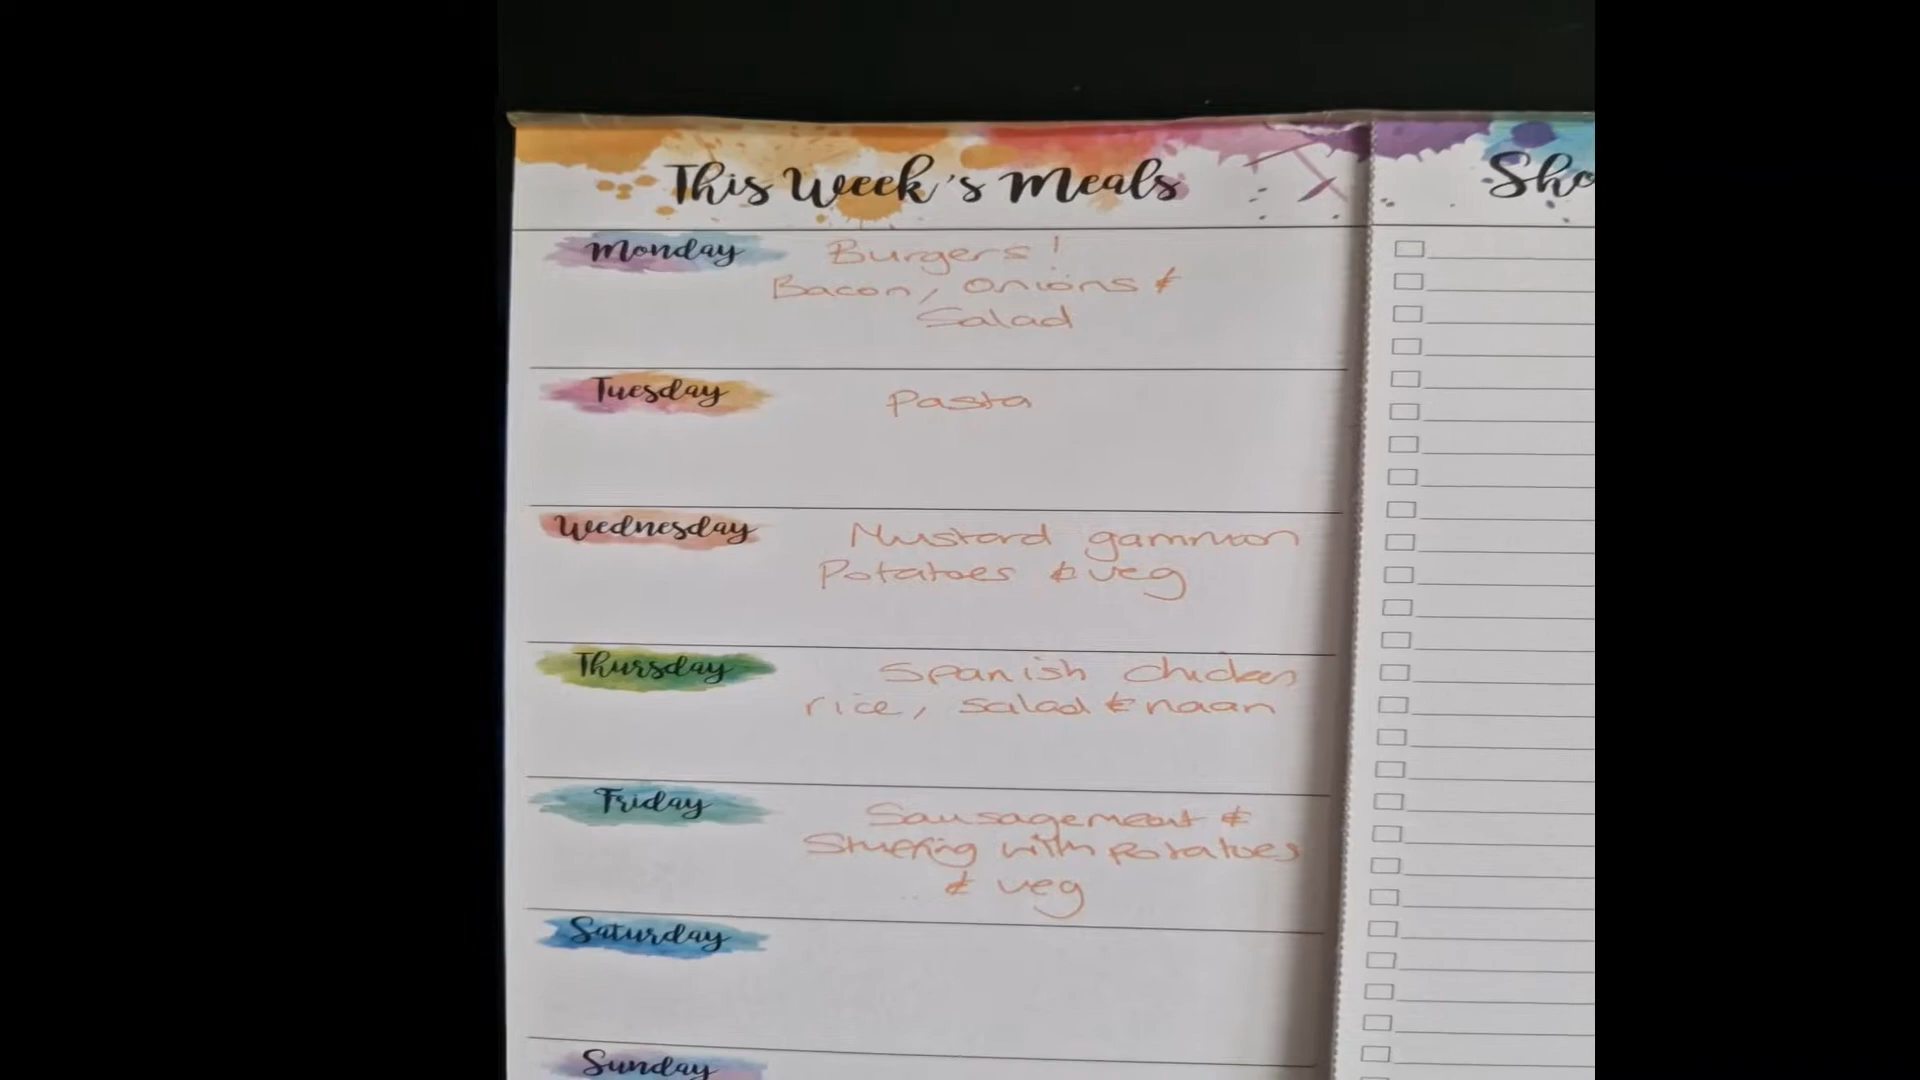 This Week's Meals
Monday
Burgers!
Bacon, onions &
Salad
Tuesday
Pasta
Wednesday
Mustard gammon
Potatoes & veg
Thursday
Spanish chicken
rice, salad & naan
Friday
Sausagemeat &
Stuffing with potatoes
& veg
Saturday
Sunday
Sho